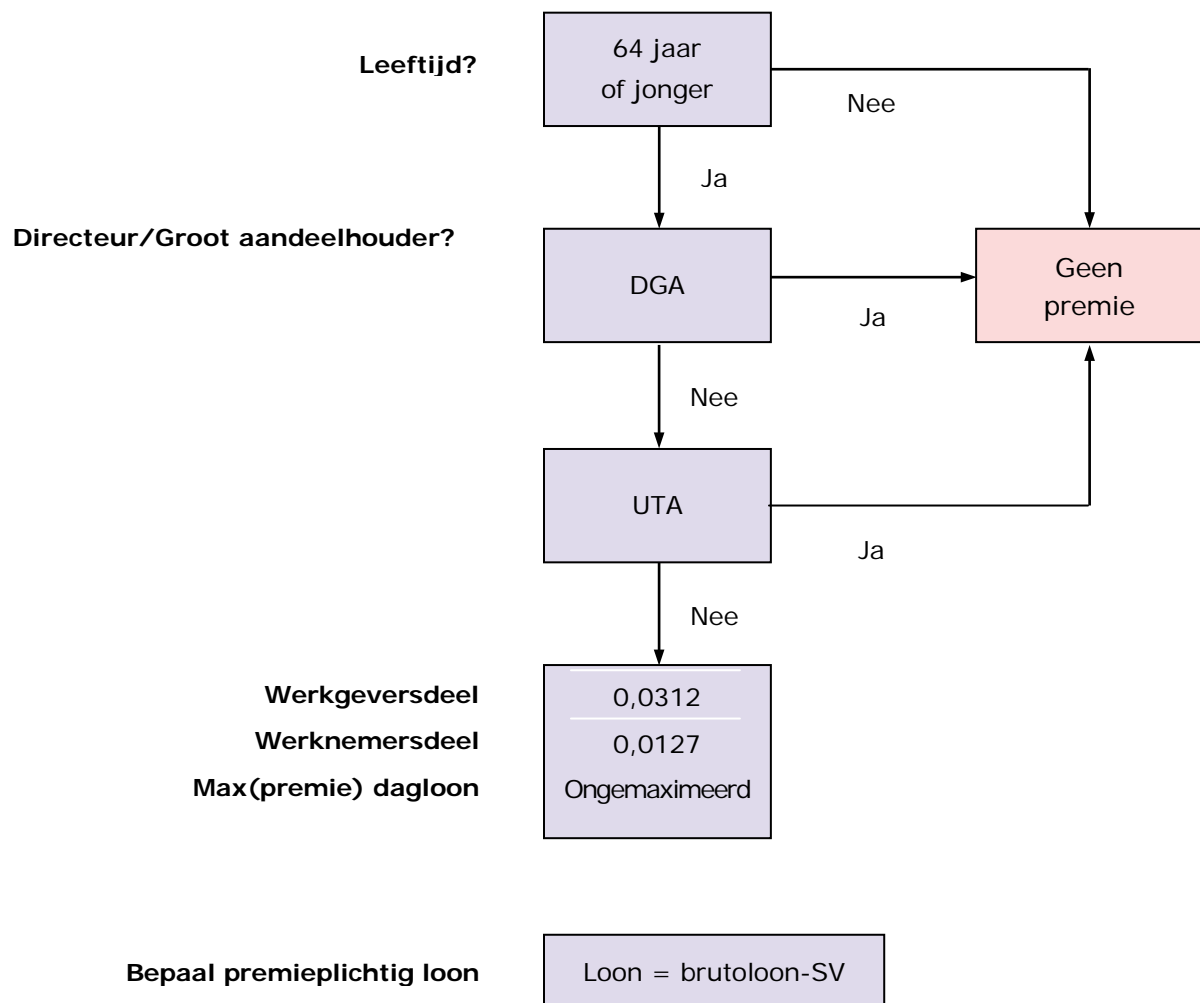 Leeftijd?
64 jaar
of jonger
Nee
Ja
Directeur/Groot aandeelhouder?
DGA
Ja
Geen
premie
Nee
UTA
Ja
Nee
Werkgeversdeel
0,0312
Werknemersdeel
0,0127
Max(premie) dagloon
Ongemaximeerd
Bepaal premieplichtig loon
Loon = brutoloon-SV